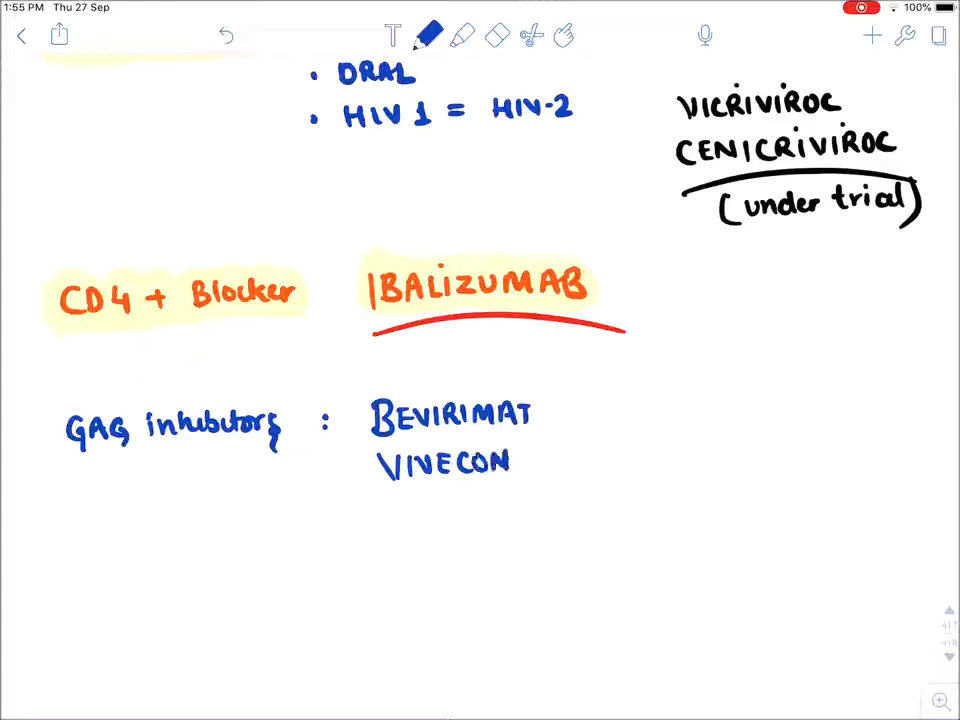 1:55 PM Thu 27 Sep
100%
T
• ORAL
• HIV 1 = HIV-2
VICRIVIROC
CENICRIVIROC
(under trial)
CD4 + Blocker IBALIZUMAB
GAG inhibitors : BEVIRIMAT
VIVECON